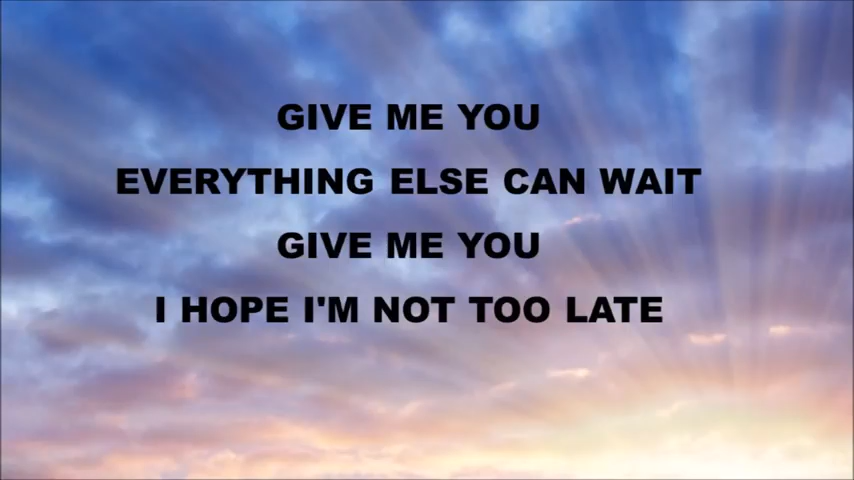 GIVE ME YOU
EVERYTHING ELSE CAN WAIT
GIVE ME YOU
I HOPE I'M NOT TOO LATE